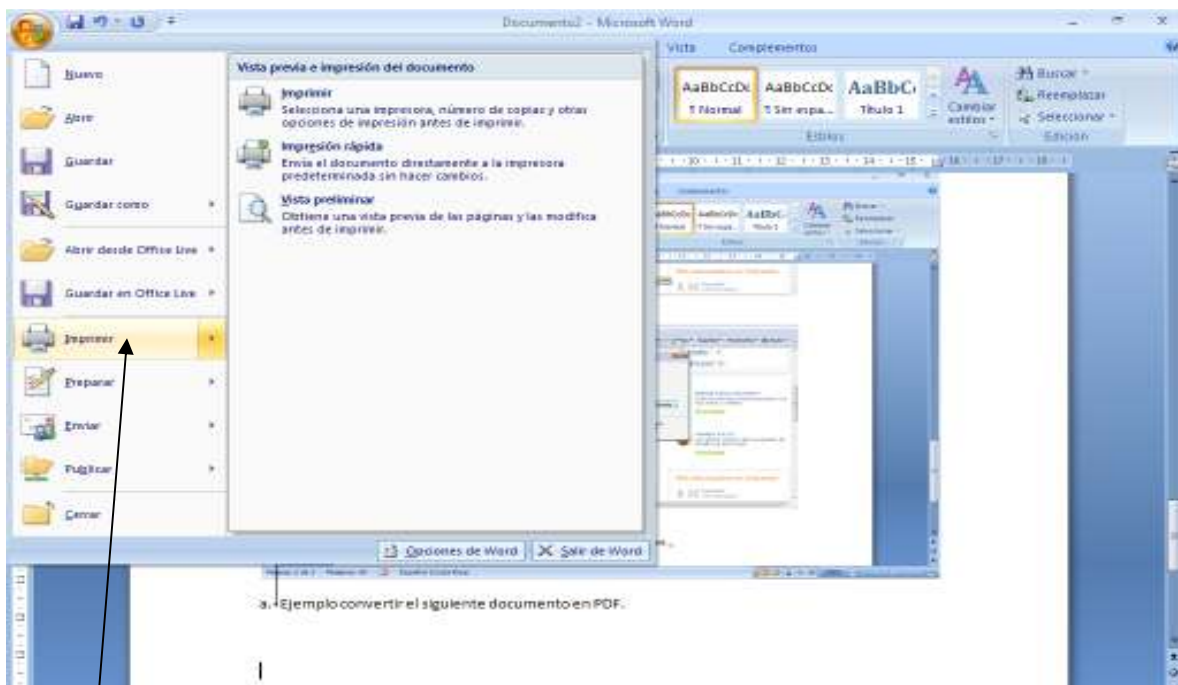 Documento2 - Microsoft Word
Vista Complementos
Nuevo
Abrir
Guardar
Guardar como
Abrir desde Office Live
Guardar en Office Live
Imprimir
Preparar
Enviar
Publicar
Cerrar
Vista previa e impresión del documento
Imprimir
Selecciona una impresora, número de copias y otras
opciones de impresión antes de imprimir.
Impresión rápida
Envía el documento directamente a la impresora
predeterminada sin hacer cambios.
Vista preliminar
Obtiene una vista previa de las páginas y las modifica
antes de imprimir.
Opciones de Word Salir de Word
AaBbCcDc AaBbCcDc AaBbC
¶ Normal ¶ Sin espa... Título 1
Cambiar
estilos
Estilos
Buscar
Reemplazar
Seleccionar
Edición
a. Ejemplo convertir el siguiente documento en PDF.